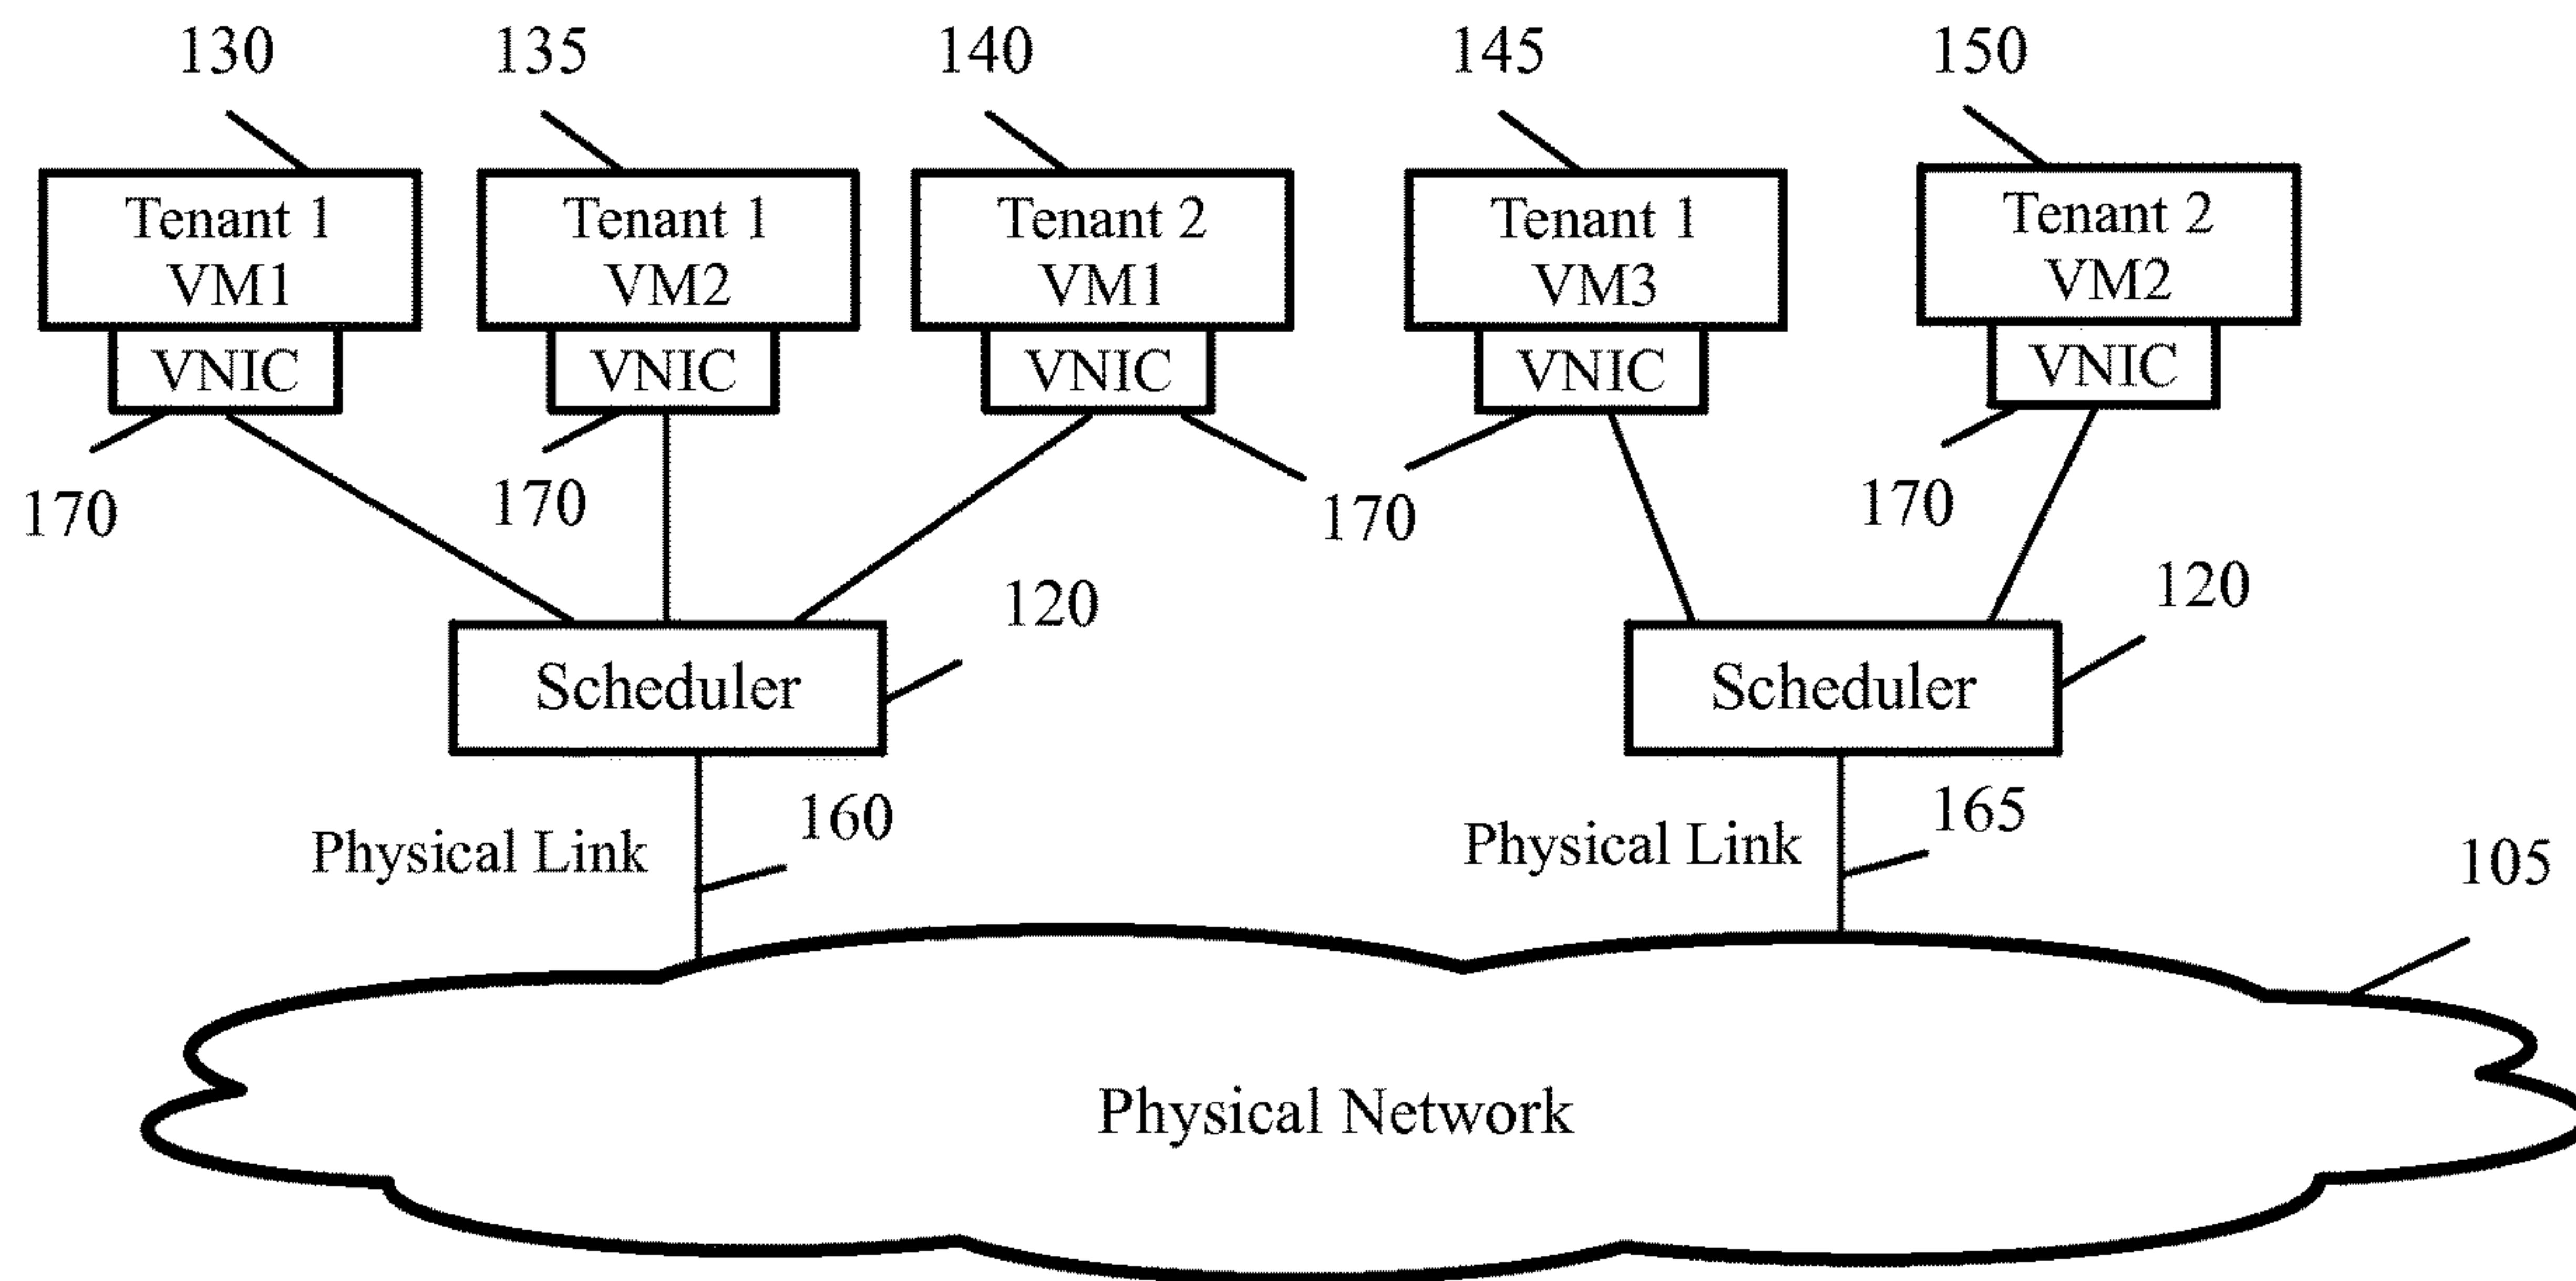 130
135
140
145
150
Tenant 1
VM1
Tenant 1
VM2
Tenant 2
VM1
Tenant 1
VM3
Tenant 2
VM2
VNIC
VNIC
VNIC
VNIC
VNIC
170
170
170
170
120
120
Scheduler
Scheduler
160
165
Physical Link
Physical Link
105
Physical Network